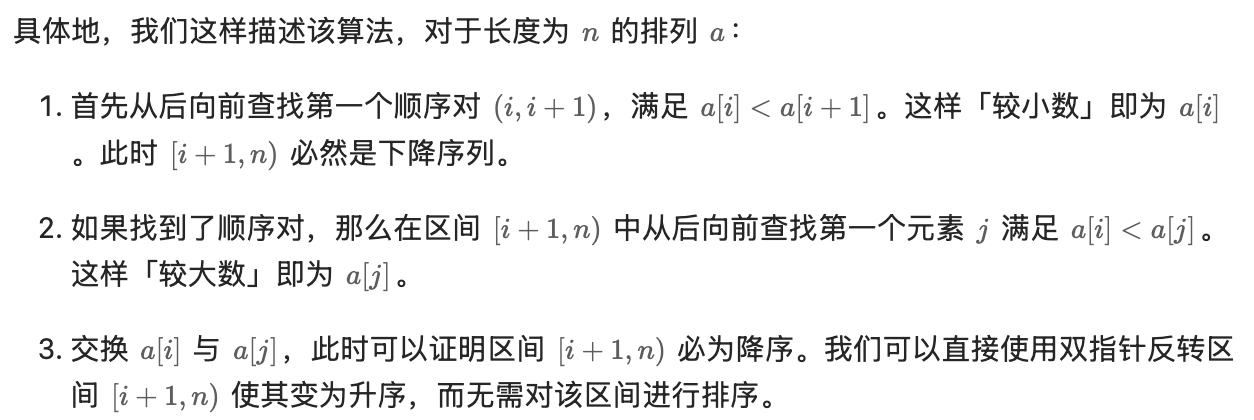 具体地，我们这样描述该算法，对于长度为 n 的排列 a：
1. 首先从后向前查找第一个顺序对 (i, i + 1)，满足 a[i] < a[i + 1]。这样「较小数」即为 a[i]
。此时 [i + 1, n) 必然是下降序列。
2. 如果找到了顺序对，那么在区间 [i + 1, n) 中从后向前查找第一个元素 j 满足 a[i] < a[j]。
这样「较大数」即为 a[j]。
3. 交换 a[i] 与 a[j]，此时可以证明区间 [i + 1, n) 必为降序。我们可以直接使用双指针反转区
间 [i + 1, n) 使其变为升序，而无需对该区间进行排序。